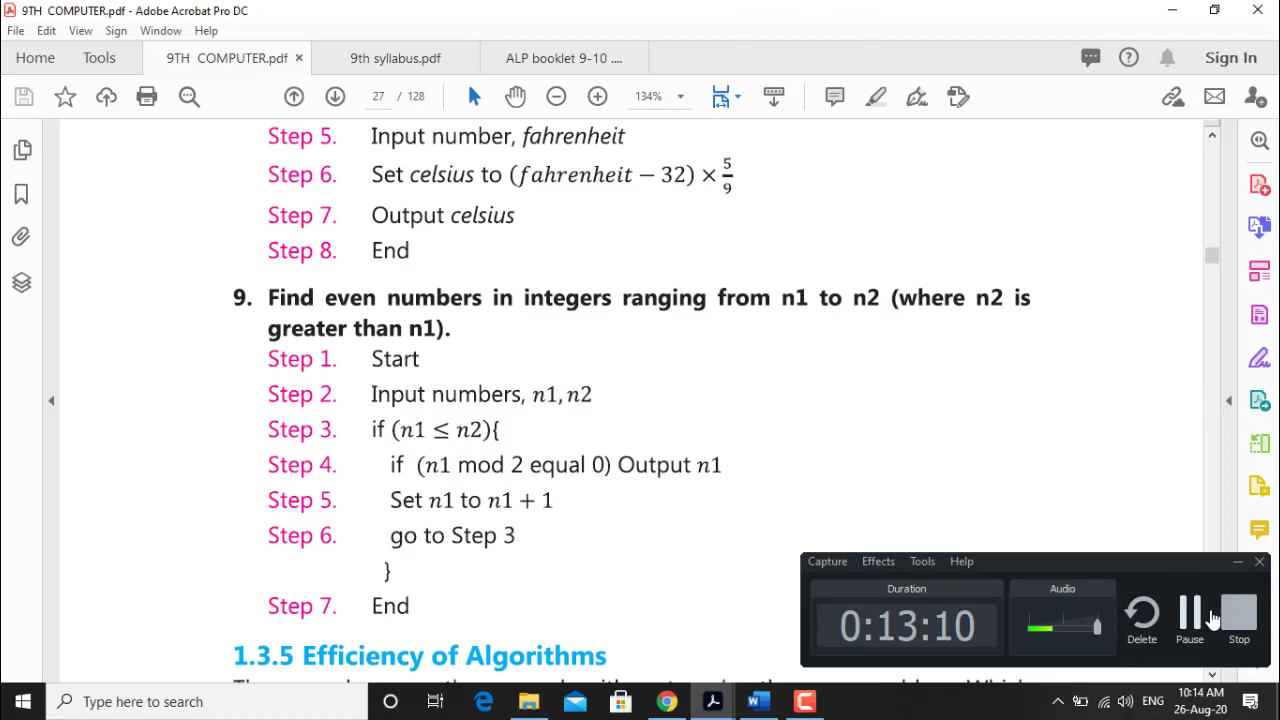 9TH COMPUTER.pdf - Adobe Acrobat Pro DC
File Edit View Sign Window Help
Home Tools 9TH COMPUTER.pdf × 9th syllabus.pdf ALP booklet 9-10 .... Sign In
27 / 128 134%
Step 5. Input number, fahrenheit
Step 6. Set celsius to (fahrenheit − 32) × 5/9
Step 7. Output celsius
Step 8. End
9. Find even numbers in integers ranging from n1 to n2 (where n2 is
greater than n1).
Step 1. Start
Step 2. Input numbers, n1, n2
Step 3. if (n1 ≤ n2){
Step 4. if (n1 mod 2 equal 0) Output n1
Step 5. Set n1 to n1 + 1
Step 6. go to Step 3
}
Step 7. End
1.3.5 Efficiency of Algorithms
Capture Effects Tools Help
Duration Audio
0:13:10
Delete Pause Stop
Type here to search
ENG
10:14 AM
26-Aug-20